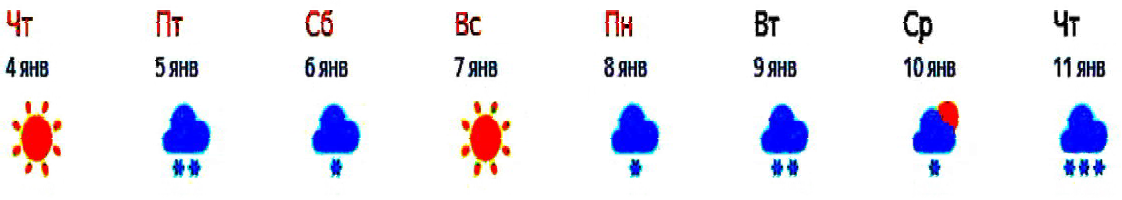 Чт Пт Сб Вс Пн Вт Ср Чт
4 янв 5 янв 6 янв 7 янв 8 янв 9 янв 10 янв 11 янв